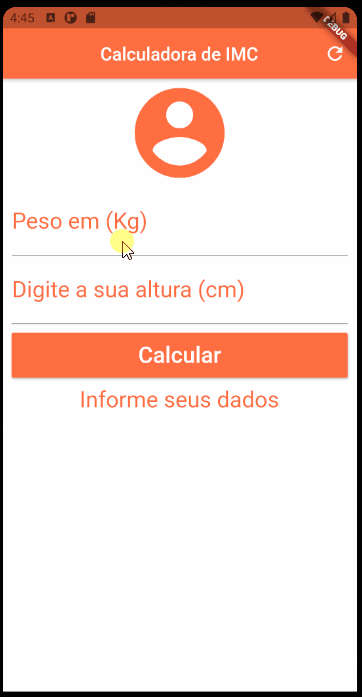 4:45
DEBUG
Calculadora de IMC
Peso em (Kg)
Digite a sua altura (cm)
Calcular
Informe seus dados